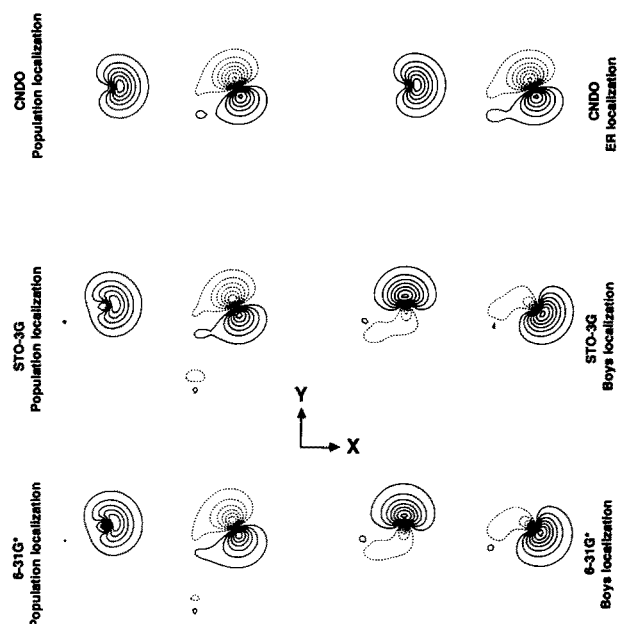 CNDO
Population localization
CNDO
ER localization
STO-3G
Population localization
STO-3G
Boys localization
Y
X
6-31G*
Population localization
6-31G*
Boys localization